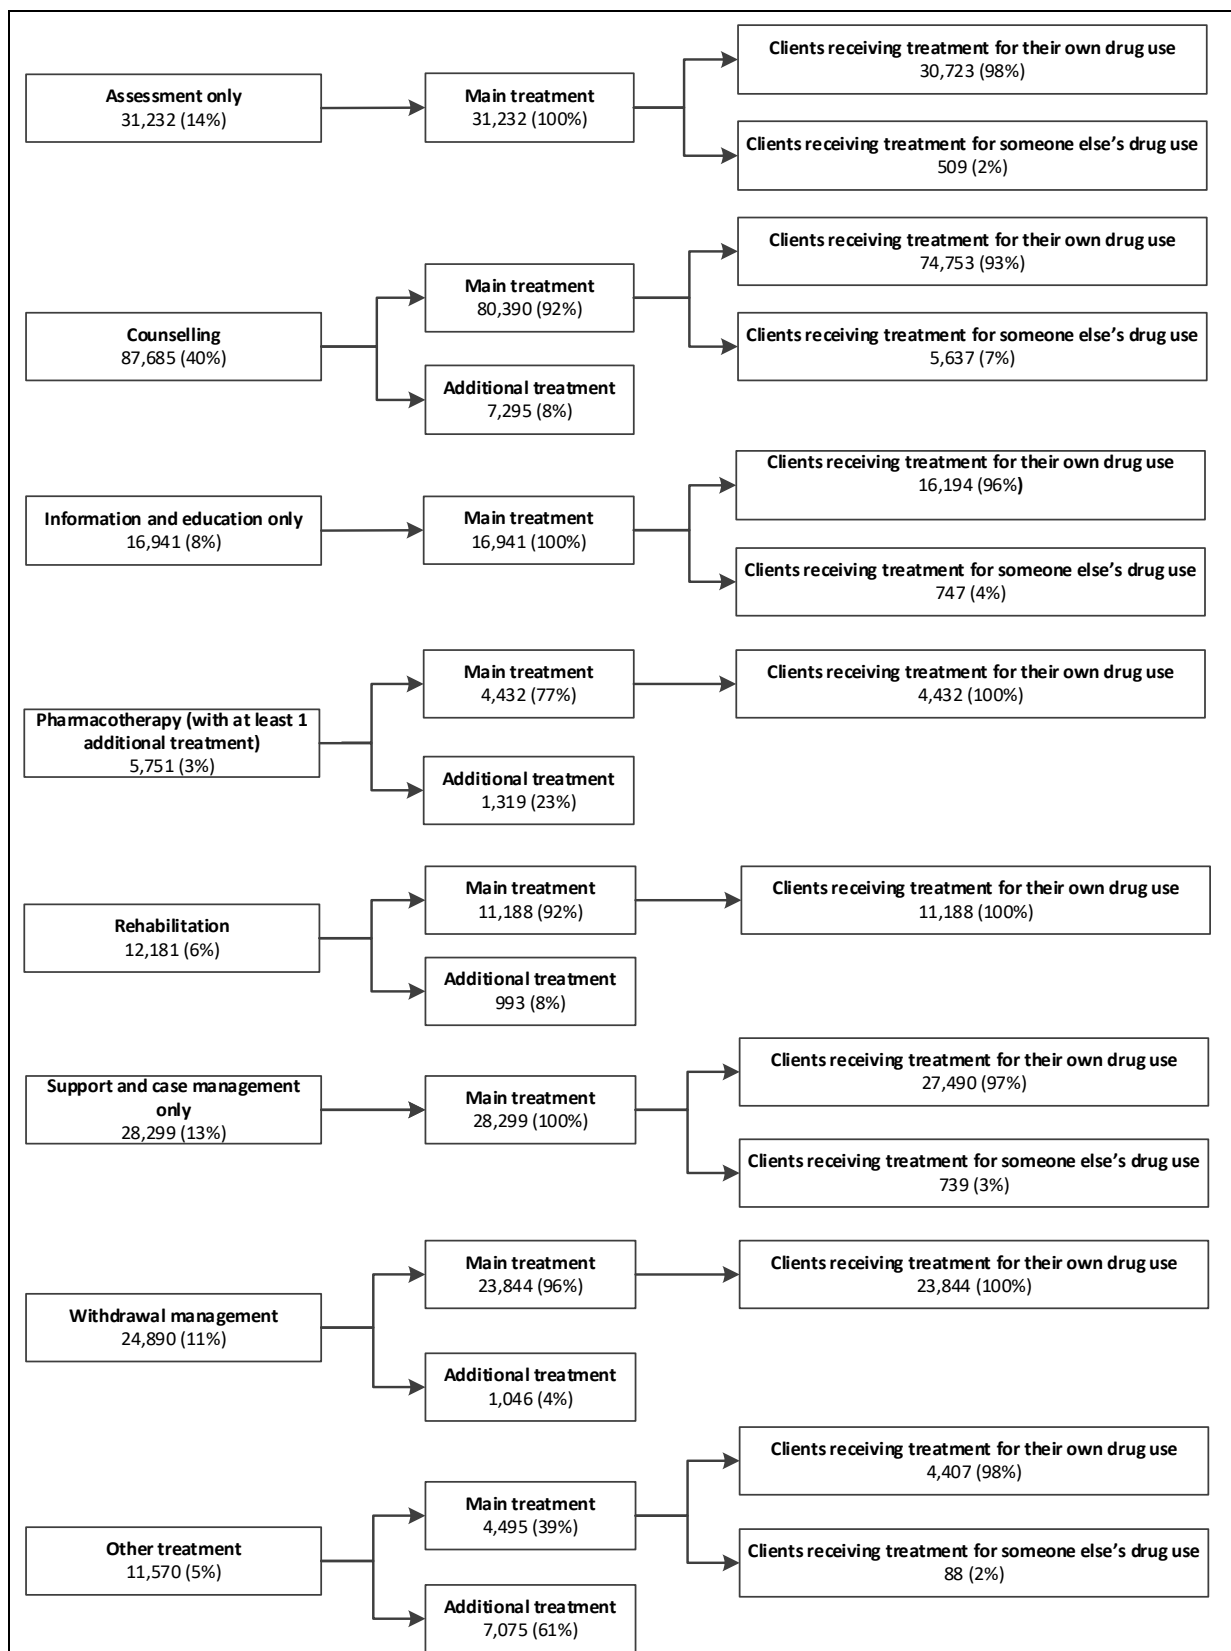 Assessment only
31,232 (14%)
Main treatment
31,232 (100%)
Clients receiving treatment for their own drug use
30,723 (98%)
Clients receiving treatment for someone else’s drug use
509 (2%)
Counselling
87,685 (40%)
Main treatment
80,390 (92%)
Clients receiving treatment for their own drug use
74,753 (93%)
Clients receiving treatment for someone else’s drug use
5,637 (7%)
Additional treatment
7,295 (8%)
Information and education only
16,941 (8%)
Main treatment
16,941 (100%)
Clients receiving treatment for their own drug use
16,194 (96%)
Clients receiving treatment for someone else’s drug use
747 (4%)
Pharmacotherapy (with at least 1
additional treatment)
5,751 (3%)
Main treatment
4,432 (77%)
Clients receiving treatment for their own drug use
4,432 (100%)
Additional treatment
1,319 (23%)
Rehabilitation
12,181 (6%)
Main treatment
11,188 (92%)
Clients receiving treatment for their own drug use
11,188 (100%)
Additional treatment
993 (8%)
Support and case management
only
28,299 (13%)
Main treatment
28,299 (100%)
Clients receiving treatment for their own drug use
27,490 (97%)
Clients receiving treatment for someone else’s drug use
739 (3%)
Withdrawal management
24,890 (11%)
Main treatment
23,844 (96%)
Clients receiving treatment for their own drug use
23,844 (100%)
Additional treatment
1,046 (4%)
Other treatment
11,570 (5%)
Main treatment
4,495 (39%)
Clients receiving treatment for their own drug use
4,407 (98%)
Clients receiving treatment for someone else’s drug use
88 (2%)
Additional treatment
7,075 (61%)